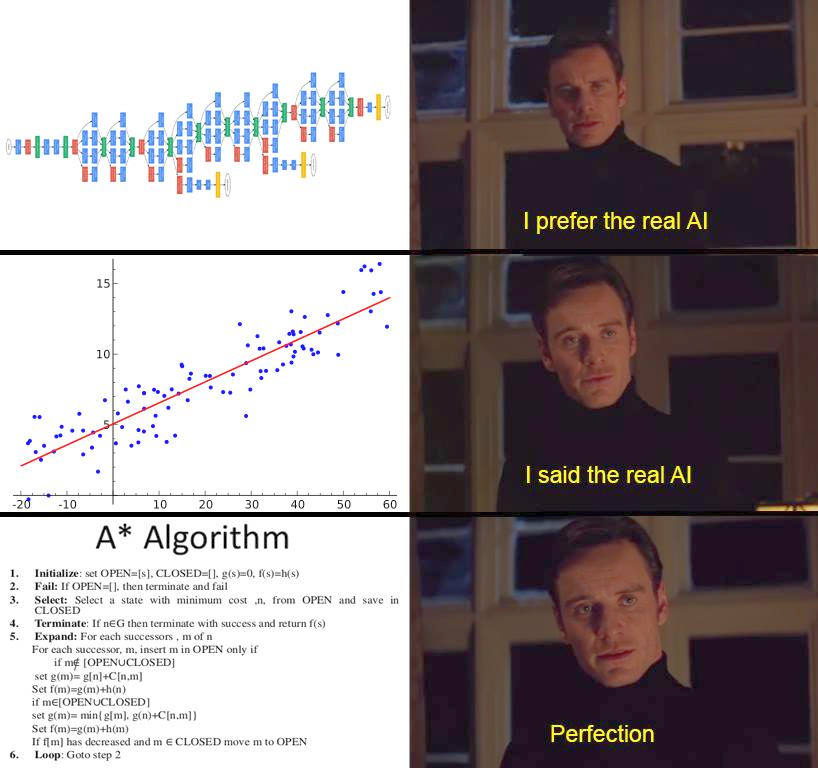 I prefer the real AI
15
10
5
-20 -10 0 10 20 30 40 50 60
I said the real AI
A* Algorithm
1. Initialize: set OPEN=[s], CLOSED=[], g(s)=0, f(s)=h(s)
2. Fail: If OPEN=[], then terminate and fail
3. Select: Select a state with minimum cost ,n, from OPEN and save in
CLOSED
4. Terminate: If n∈G then terminate with success and return f(s)
5. Expand: For each successors , m of n
For each successor, m, insert m in OPEN only if
if m∉ [OPEN∪CLOSED]
set g(m)= g[n]+C[n,m]
Set f(m)=g(m)+h(n)
if m∈[OPEN∪CLOSED]
set g(m)= min{g[m], g(n)+C[n,m]}
Set f(m)=g(m)+h(m)
If f[m] has decreased and m ∈ CLOSED move m to OPEN
6. Loop: Goto step 2
Perfection